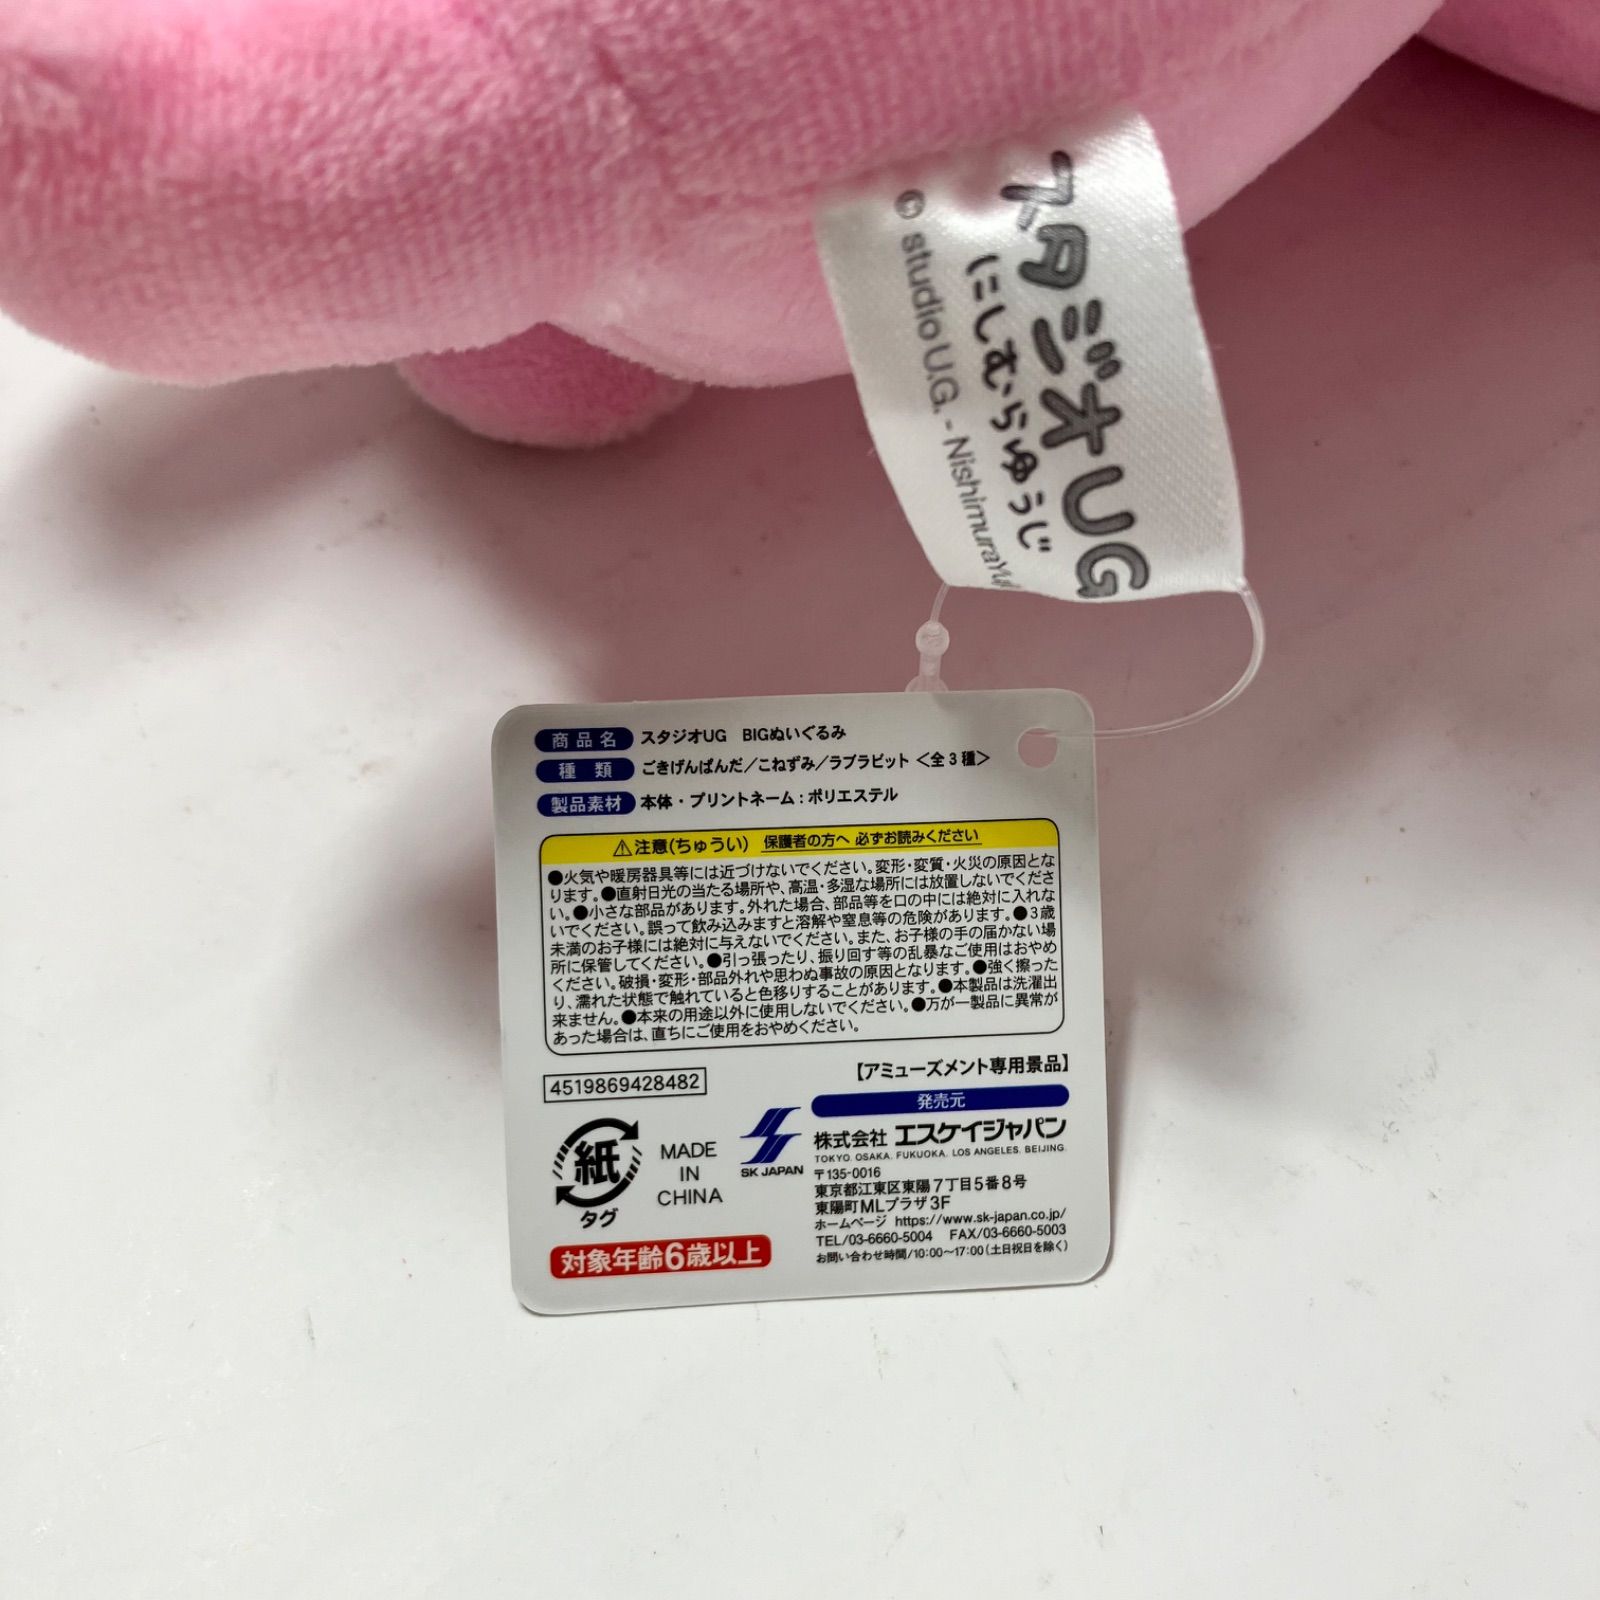 スタジオUG
にしむらゆうじ
© studio U.G. - Nishimura
商品名 スタジオUG BIGぬいぐるみ
種類 ごきげんぱんだ／こねずみ／ラブラビット <全3種>
製品素材 本体・プリントネーム：ポリエステル
⚠注意(ちゅうい) 保護者の方へ 必ずお読みください
●火気や暖房器具等には近づけないでください。変形・変質・火災の原因とな
ります。●直射日光の当たる場所や、高温・多湿な場所には放置しないでくださ
い。●小さな部品があります。外れた場合、部品等を口の中には絶対に入れな
いでください。誤って飲み込みますと溶解や窒息等の危険があります。●3歳
未満のお子様には絶対に与えないでください。また、お子様の手の届かない場
所に保管してください。●引っ張ったり、振り回す等の乱暴なご使用はおやめ
ください。破損・変形・部品外れや思わぬ事故の原因となります。●強く擦った
り、濡れた状態で触れていると色移りすることがあります。●本製品は洗濯出
来ません。●本来の用途以外に使用しないでください。●万が一製品に異常が
あった場合は、直ちにご使用をおやめください。
【アミューズメント専用景品】
4519869428482
紙
タグ
MADE
IN
CHINA
対象年齢6歳以上
発売元
SK JAPAN
株式会社 エスケイジャパン
TOKYO. OSAKA. FUKUOKA. LOS ANGELES. BEIJING.
〒135-0016
東京都江東区東陽7丁目5番8号
東陽町MLプラザ3F
ホームページ https://www.sk-japan.co.jp/
TEL/03-6660-5004 FAX/03-6660-5003
お問い合わせ時間/10:00～17:00（土日祝日を除く）